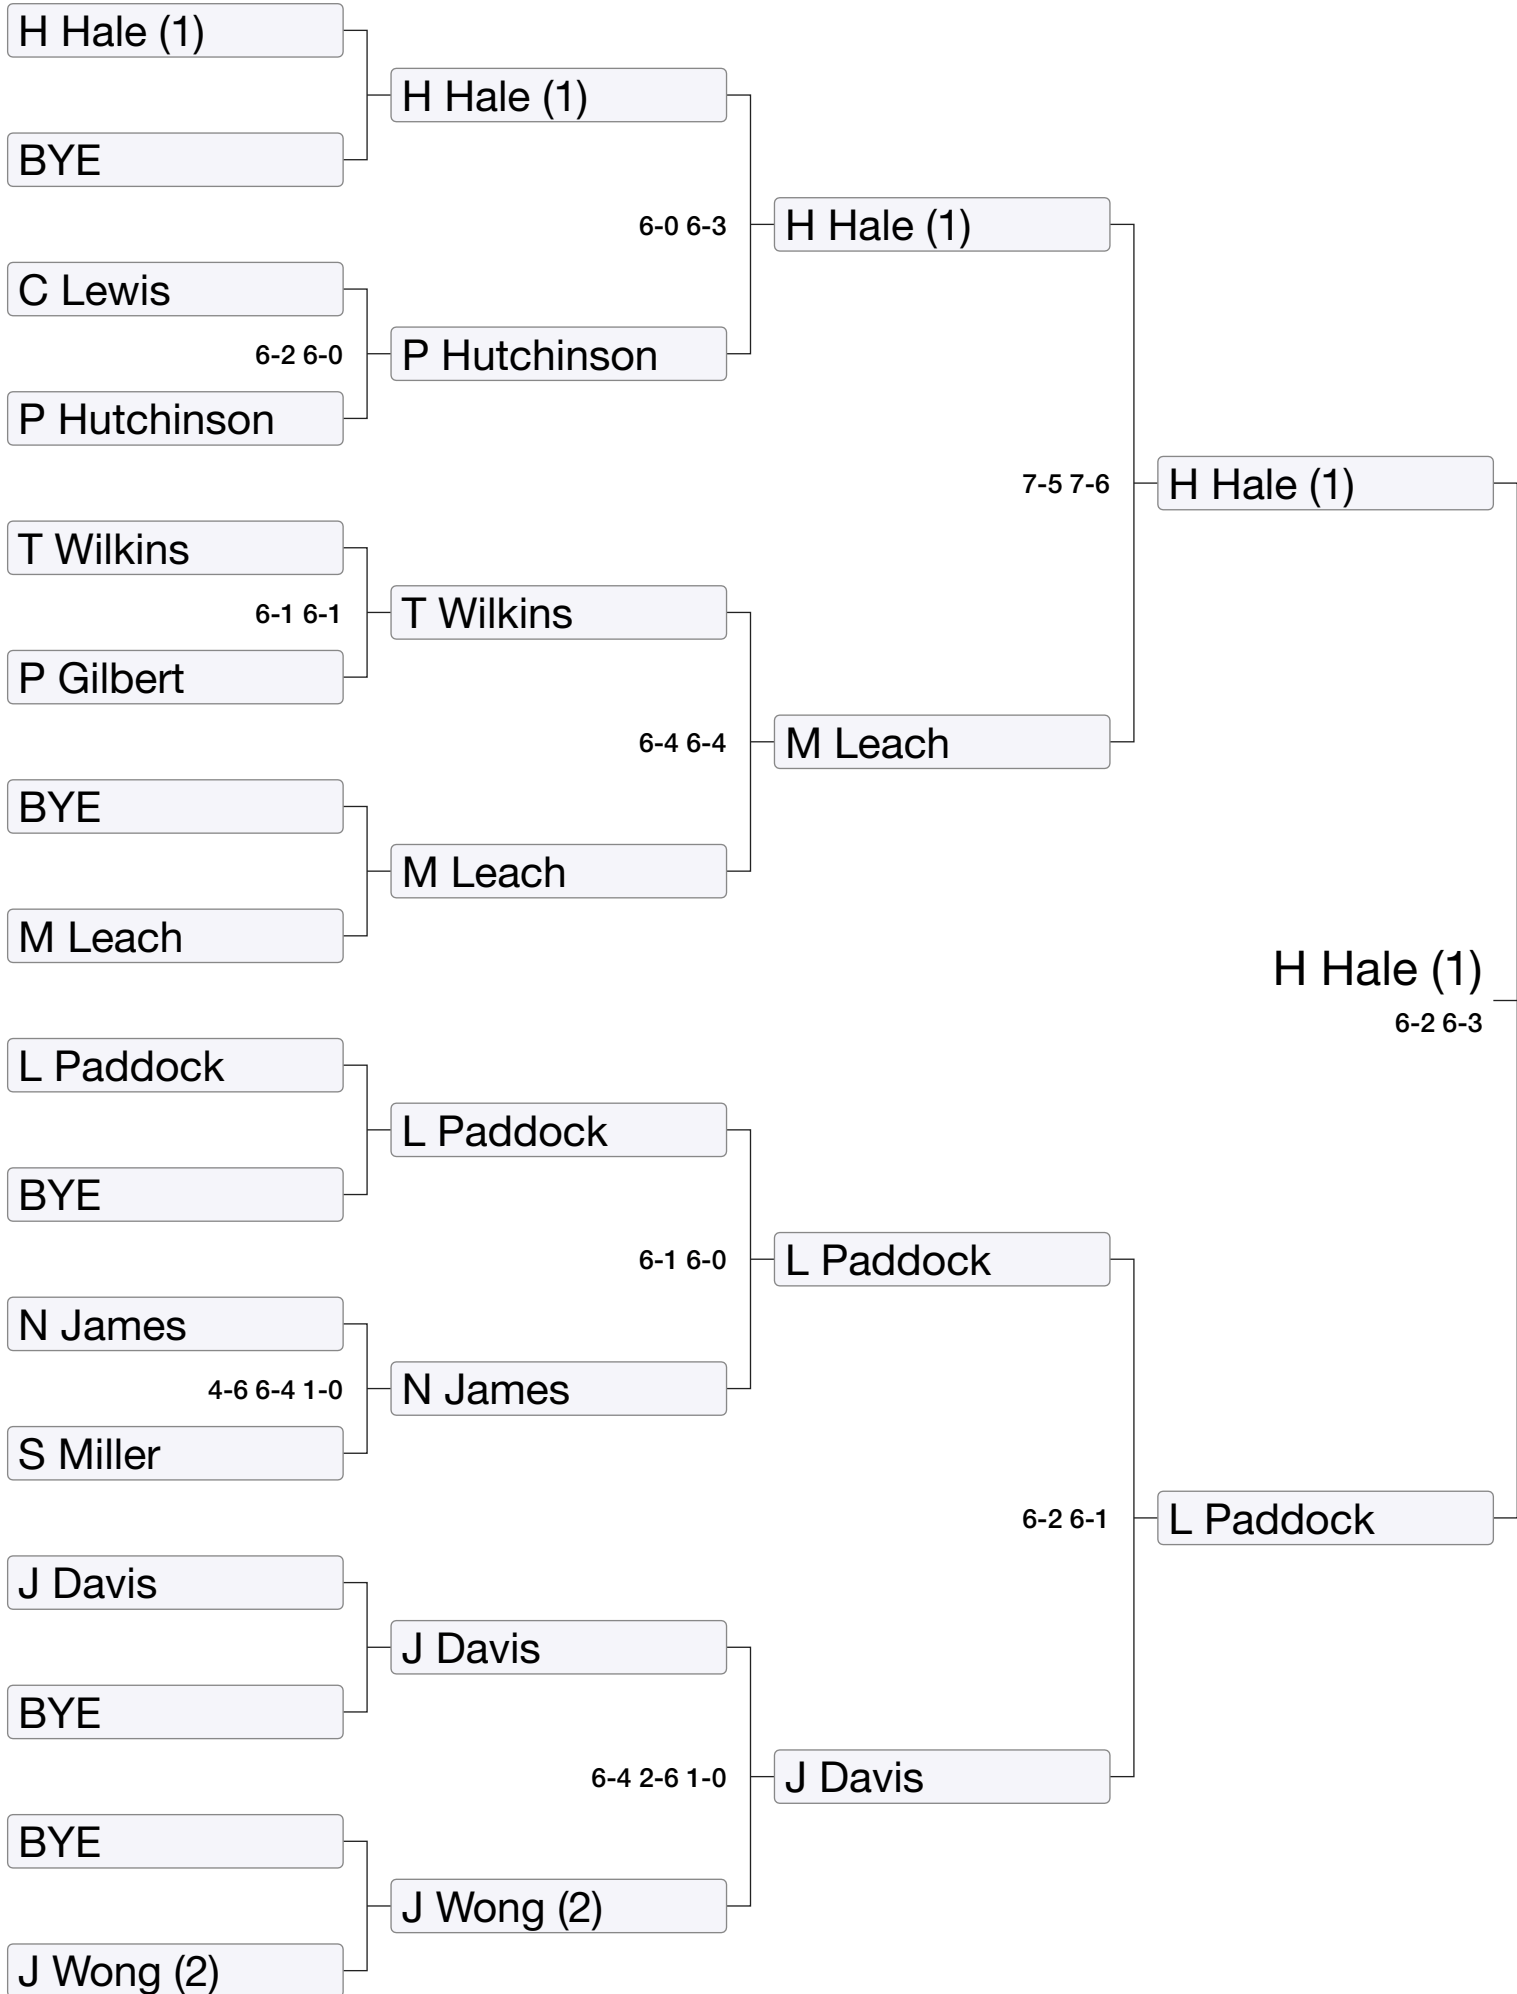 H Hale (1)
H Hale (1)
BYE
6-0 6-3
H Hale (1)
C Lewis
6-2 6-0
P Hutchinson
P Hutchinson
7-5 7-6
H Hale (1)
T Wilkins
6-1 6-1
T Wilkins
P Gilbert
6-4 6-4
M Leach
BYE
M Leach
M Leach
H Hale (1)
6-2 6-3
L Paddock
L Paddock
BYE
6-1 6-0
L Paddock
N James
4-6 6-4 1-0
N James
S Miller
6-2 6-1
L Paddock
J Davis
J Davis
BYE
6-4 2-6 1-0
J Davis
BYE
J Wong (2)
J Wong (2)